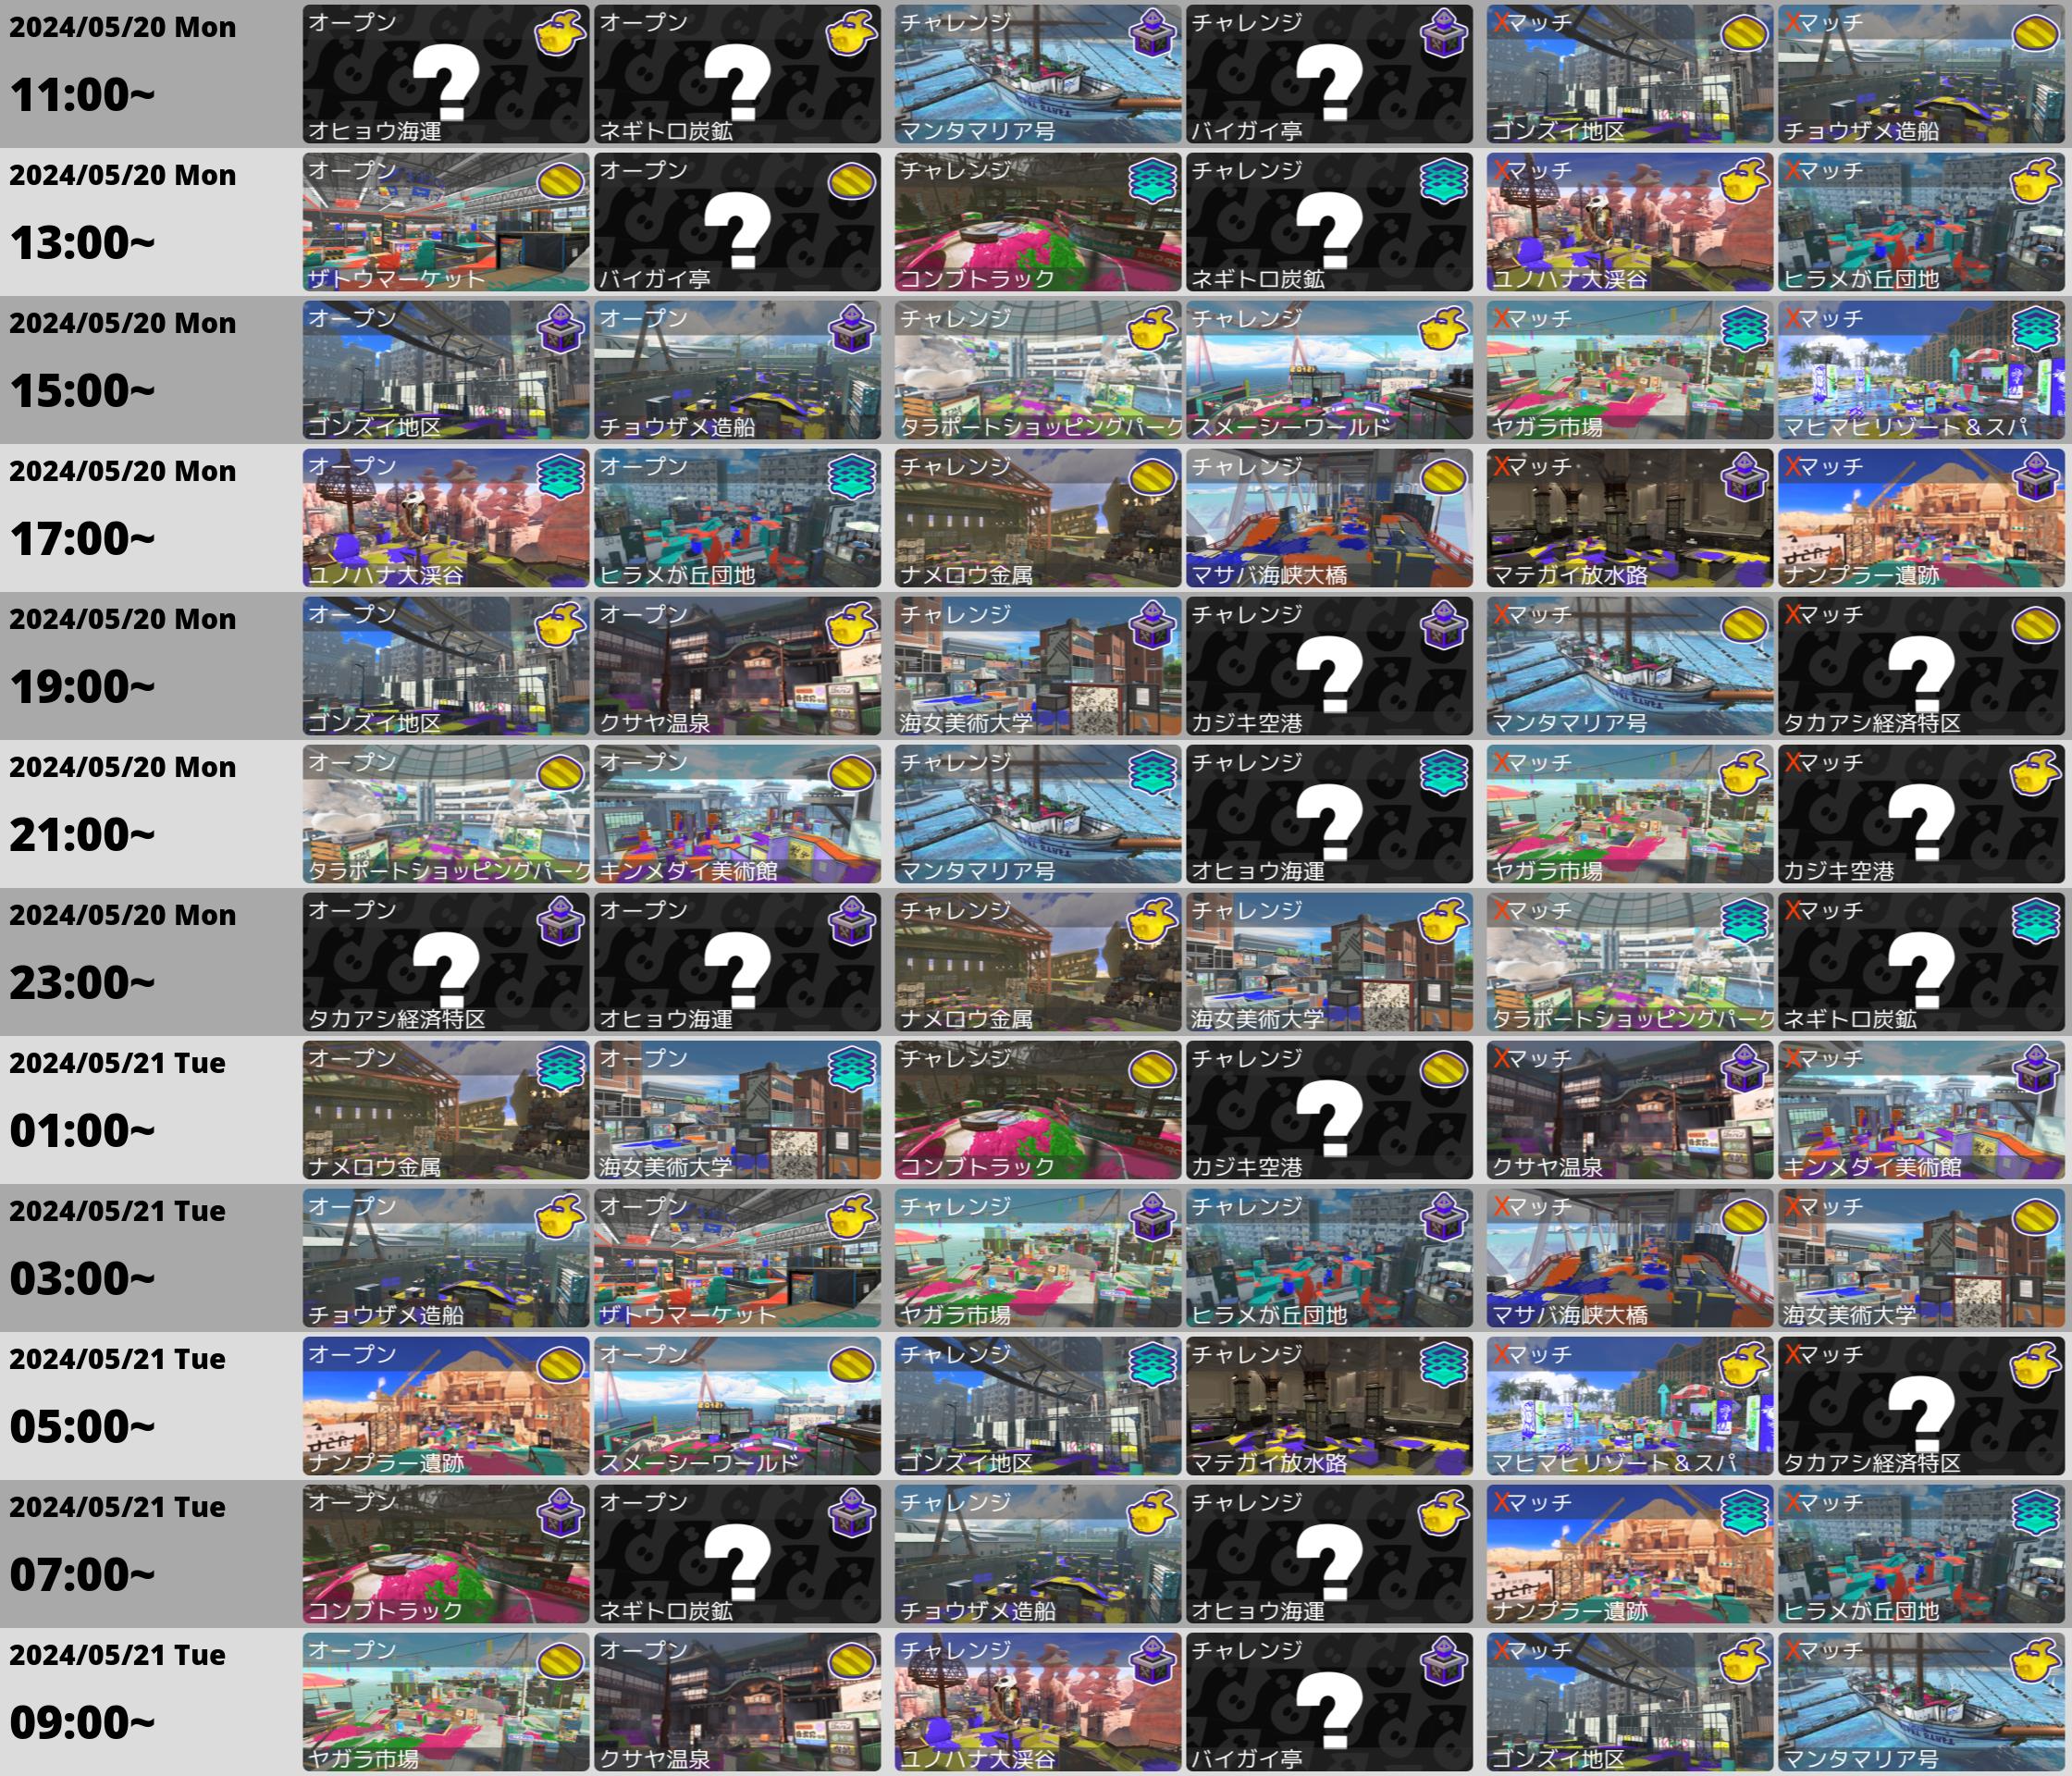 2024/05/20 Mon
11:00~
オープン オープン チャレンジ チャレンジ Xマッチ Xマッチ
オヒョウ海運 ネギトロ炭鉱 マンタマリア号 バイガイ亭 ゴンズイ地区 チョウザメ造船
2024/05/20 Mon
13:00~
オープン オープン チャレンジ チャレンジ Xマッチ Xマッチ
ザトウマーケット バイガイ亭 コンブトラック ネギトロ炭鉱 ユノハナ大渓谷 ヒラメが丘団地
2024/05/20 Mon
15:00~
オープン オープン チャレンジ チャレンジ Xマッチ Xマッチ
ゴンズイ地区 チョウザメ造船 タラポートショッピングパーク スメーシーワールド ヤガラ市場 マヒマヒリゾート＆スパ
2024/05/20 Mon
17:00~
オープン オープン チャレンジ チャレンジ Xマッチ Xマッチ
ユノハナ大渓谷 ヒラメが丘団地 ナメロウ金属 マサバ海峡大橋 マテガイ放水路 ナンプラー遺跡
2024/05/20 Mon
19:00~
オープン オープン チャレンジ チャレンジ Xマッチ Xマッチ
ゴンズイ地区 クサヤ温泉 海女美術大学 カジキ空港 マンタマリア号 タカアシ経済特区
2024/05/20 Mon
21:00~
オープン オープン チャレンジ チャレンジ Xマッチ Xマッチ
タラポートショッピングパーク キンメダイ美術館 マンタマリア号 オヒョウ海運 ヤガラ市場 カジキ空港
2024/05/20 Mon
23:00~
オープン オープン チャレンジ チャレンジ Xマッチ Xマッチ
タカアシ経済特区 オヒョウ海運 ナメロウ金属 海女美術大学 タラポートショッピングパーク ネギトロ炭鉱
2024/05/21 Tue
01:00~
オープン オープン チャレンジ チャレンジ Xマッチ Xマッチ
ナメロウ金属 海女美術大学 コンブトラック カジキ空港 クサヤ温泉 キンメダイ美術館
2024/05/21 Tue
03:00~
オープン オープン チャレンジ チャレンジ Xマッチ Xマッチ
チョウザメ造船 ザトウマーケット ヤガラ市場 ヒラメが丘団地 マサバ海峡大橋 海女美術大学
2024/05/21 Tue
05:00~
オープン オープン チャレンジ チャレンジ Xマッチ Xマッチ
ナンプラー遺跡 スメーシーワールド ゴンズイ地区 マテガイ放水路 マヒマヒリゾート＆スパ タカアシ経済特区
2024/05/21 Tue
07:00~
オープン オープン チャレンジ チャレンジ Xマッチ Xマッチ
コンブトラック ネギトロ炭鉱 チョウザメ造船 オヒョウ海運 ナンプラー遺跡 ヒラメが丘団地
2024/05/21 Tue
09:00~
オープン オープン チャレンジ チャレンジ Xマッチ Xマッチ
ヤガラ市場 クサヤ温泉 ユノハナ大渓谷 バイガイ亭 ゴンズイ地区 マンタマリア号